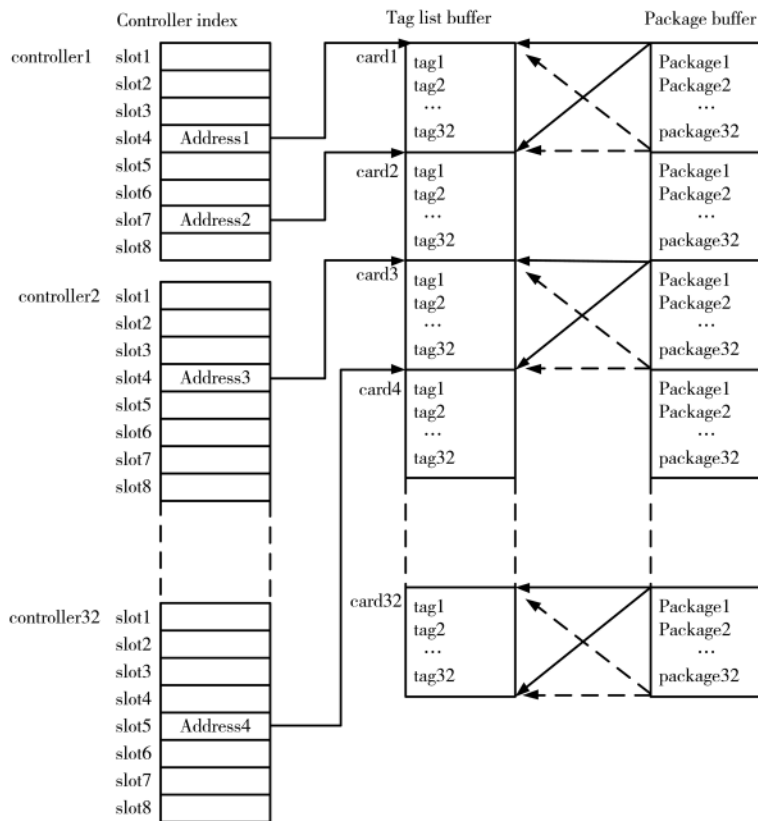 Controller index
Tag list buffer
Package buffer
controller1
slot1
slot2
slot3
slot4 Address1
slot5
slot6
slot7 Address2
slot8
controller2
slot1
slot2
slot3
slot4 Address3
slot5
slot6
slot7
slot8
controller32
slot1
slot2
slot3
slot4
slot5 Address4
slot6
slot7
slot8
card1
tag1
tag2
...
tag32
card2
tag1
tag2
...
tag32
card3
tag1
tag2
...
tag32
card4
tag1
tag2
...
tag32
card32
tag1
tag2
...
tag32
Package1
Package2
...
package32
Package1
Package2
...
package32
Package1
Package2
...
package32
Package1
Package2
...
package32
Package1
Package2
...
package32